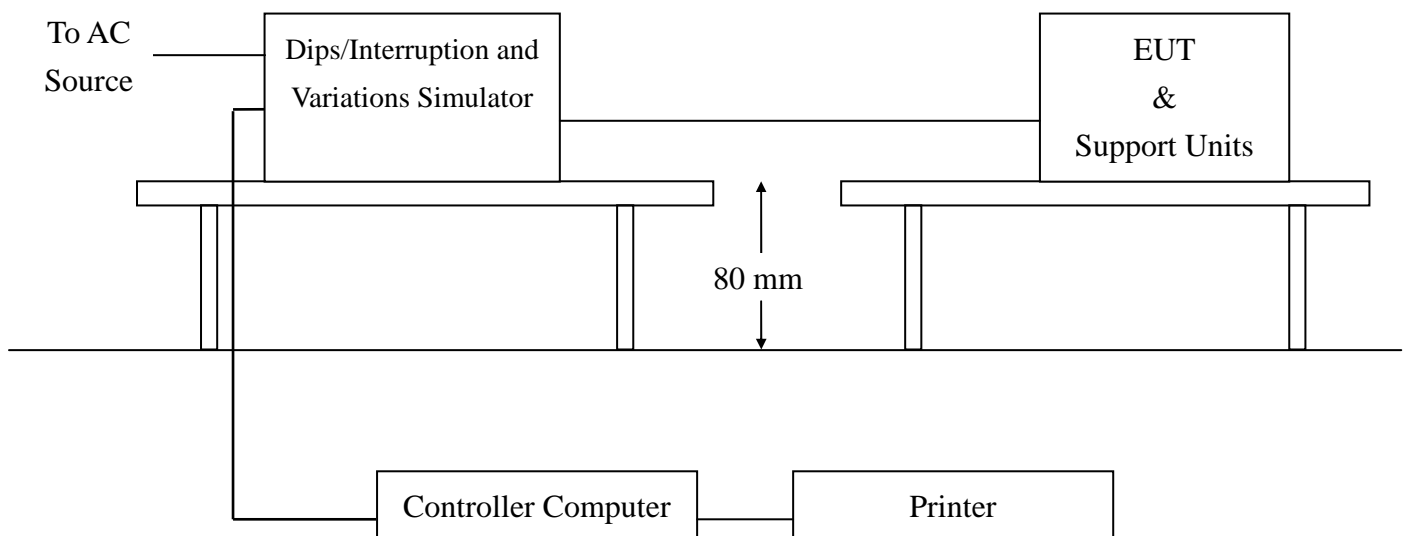 To AC
Source
Dips/Interruption and
Variations Simulator
EUT
&
Support Units
80 mm
Controller Computer
Printer